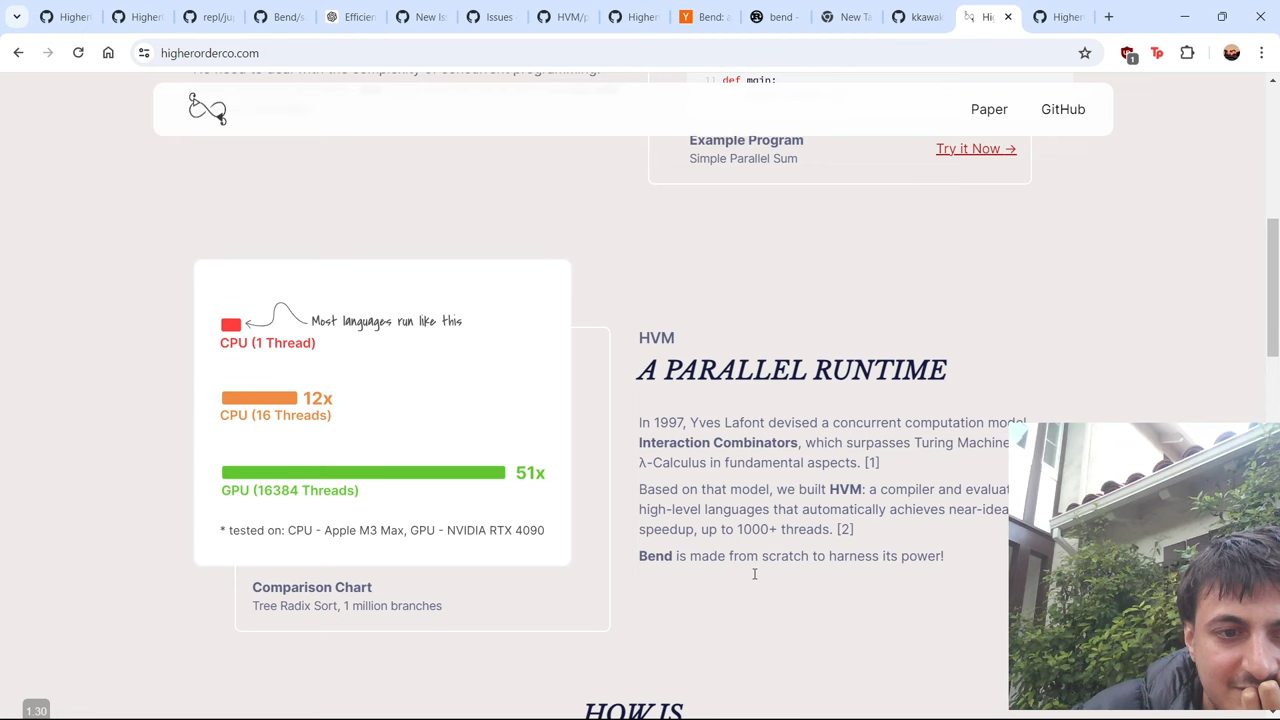 Higher
Higher
repl/jup
Bend/s
Efficien
New Iss
Issues ·
HVM/p
Higher
Bend: a
bend -
New Ta
kkawak
Hig
Higher
higherorderco.com
1
11 def main:
Paper
GitHub
Example Program
Simple Parallel Sum
Try it Now →
Most languages run like this
CPU (1 Thread)
12x
CPU (16 Threads)
51x
GPU (16384 Threads)
* tested on: CPU - Apple M3 Max, GPU - NVIDIA RTX 4090
Comparison Chart
Tree Radix Sort, 1 million branches
HVM
A PARALLEL RUNTIME
In 1997, Yves Lafont devised a concurrent computation model
Interaction Combinators, which surpasses Turing Machine
λ-Calculus in fundamental aspects. [1]
Based on that model, we built HVM: a compiler and evaluat
high-level languages that automatically achieves near-idea
speedup, up to 1000+ threads. [2]
Bend is made from scratch to harness its power!
HOW IS
1.30